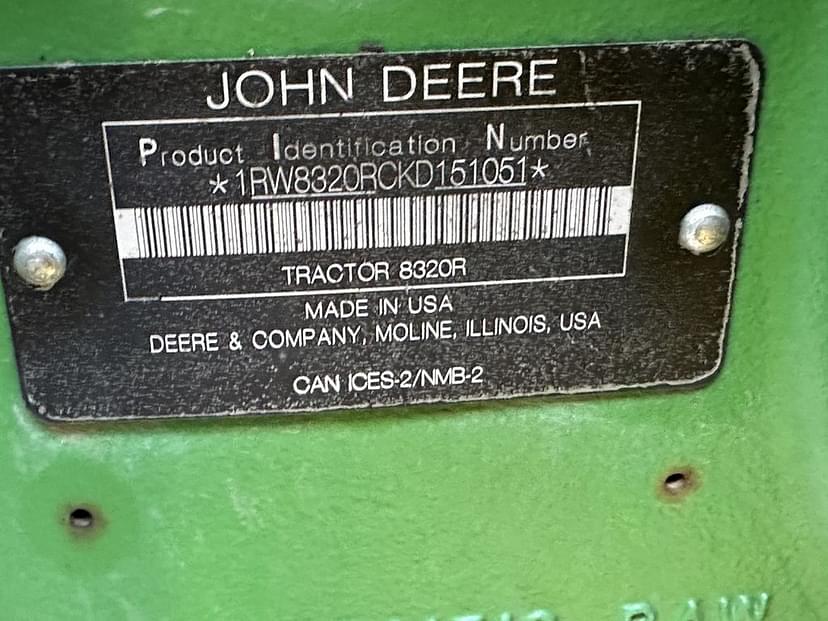 JOHN DEERE
Product Identification Number
*1RW8320RCKD151051*
TRACTOR 8320R
MADE IN USA
DEERE & COMPANY, MOLINE, ILLINOIS, USA
CAN ICES-2/NMB-2